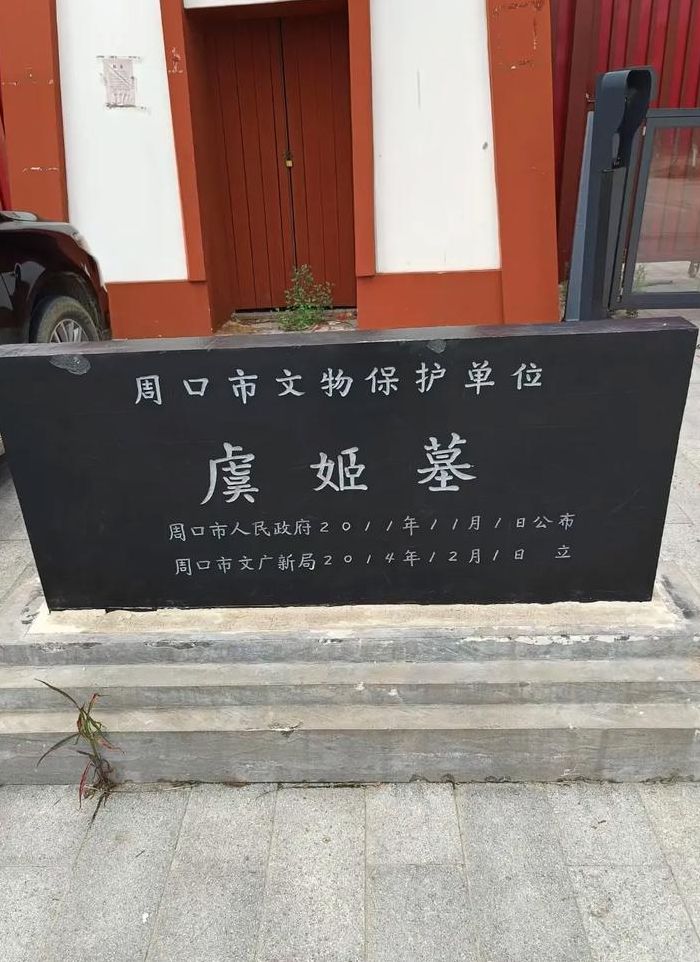 周口市文物保护单位
虞姬墓
周口市人民政府2011年11月1日公布
周口市文广新局2014年12月1日 立